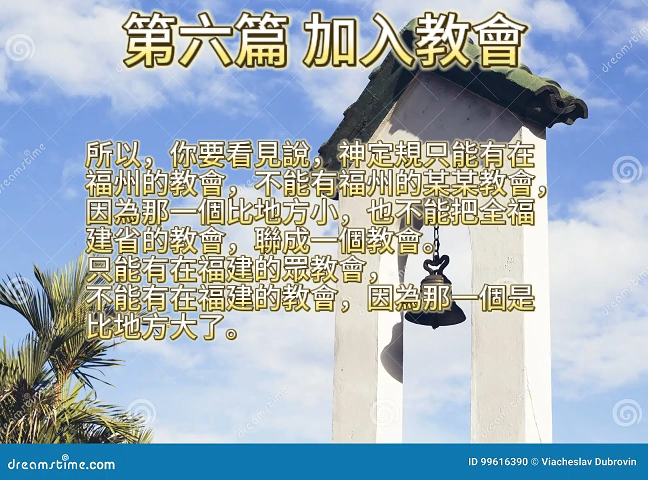 第六篇 加入教會
所以，你要看見說，神定規只能有在
福州的教會，不能有福州的某某教會，
因為那一個比地方小，也不能把全福
建省的教會，聯成一個教會。
只能有在福建的眾教會，
不能有在福建的教會，因為那一個是
比地方大了。
dreamstime.com
ID 99616390 © Viacheslav Dubrovin